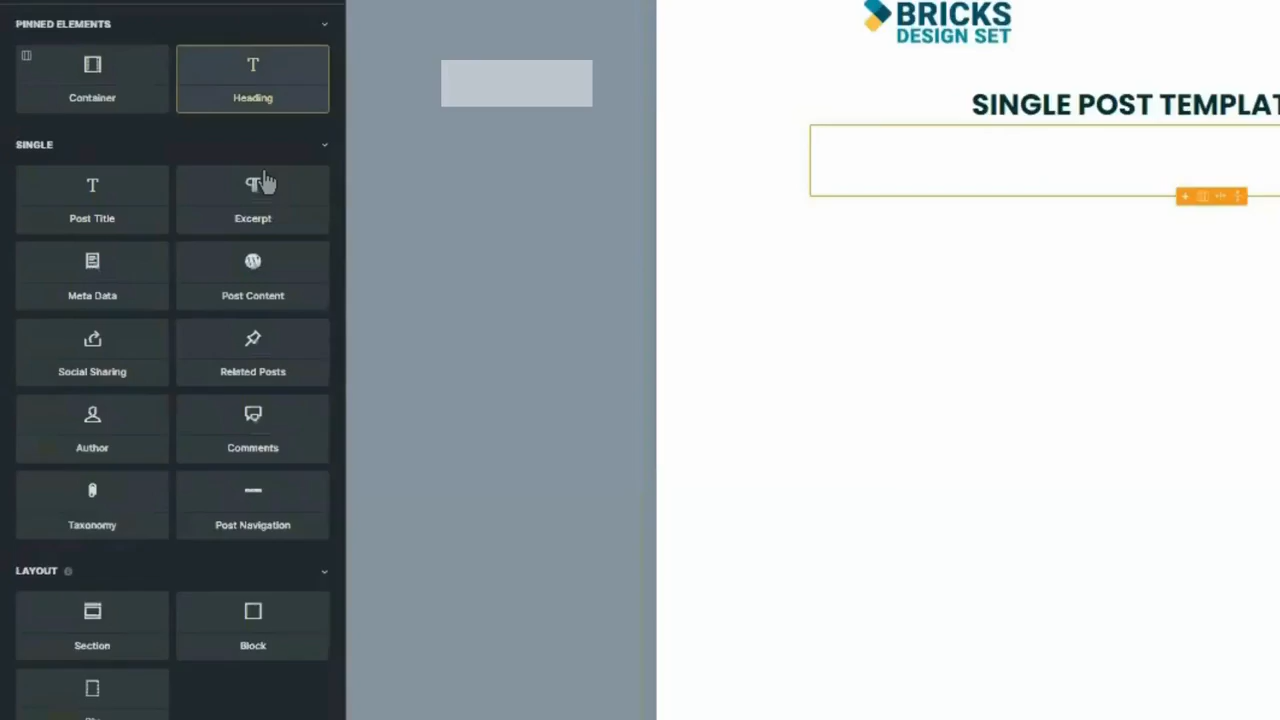 PINNED ELEMENTS
Container
Heading
SINGLE
Post Title
Excerpt
Meta Data
Post Content
Social Sharing
Related Posts
Author
Comments
Taxonomy
Post Navigation
LAYOUT
Section
Block
BRICKS
DESIGN SET
SINGLE POST TEMPLAT